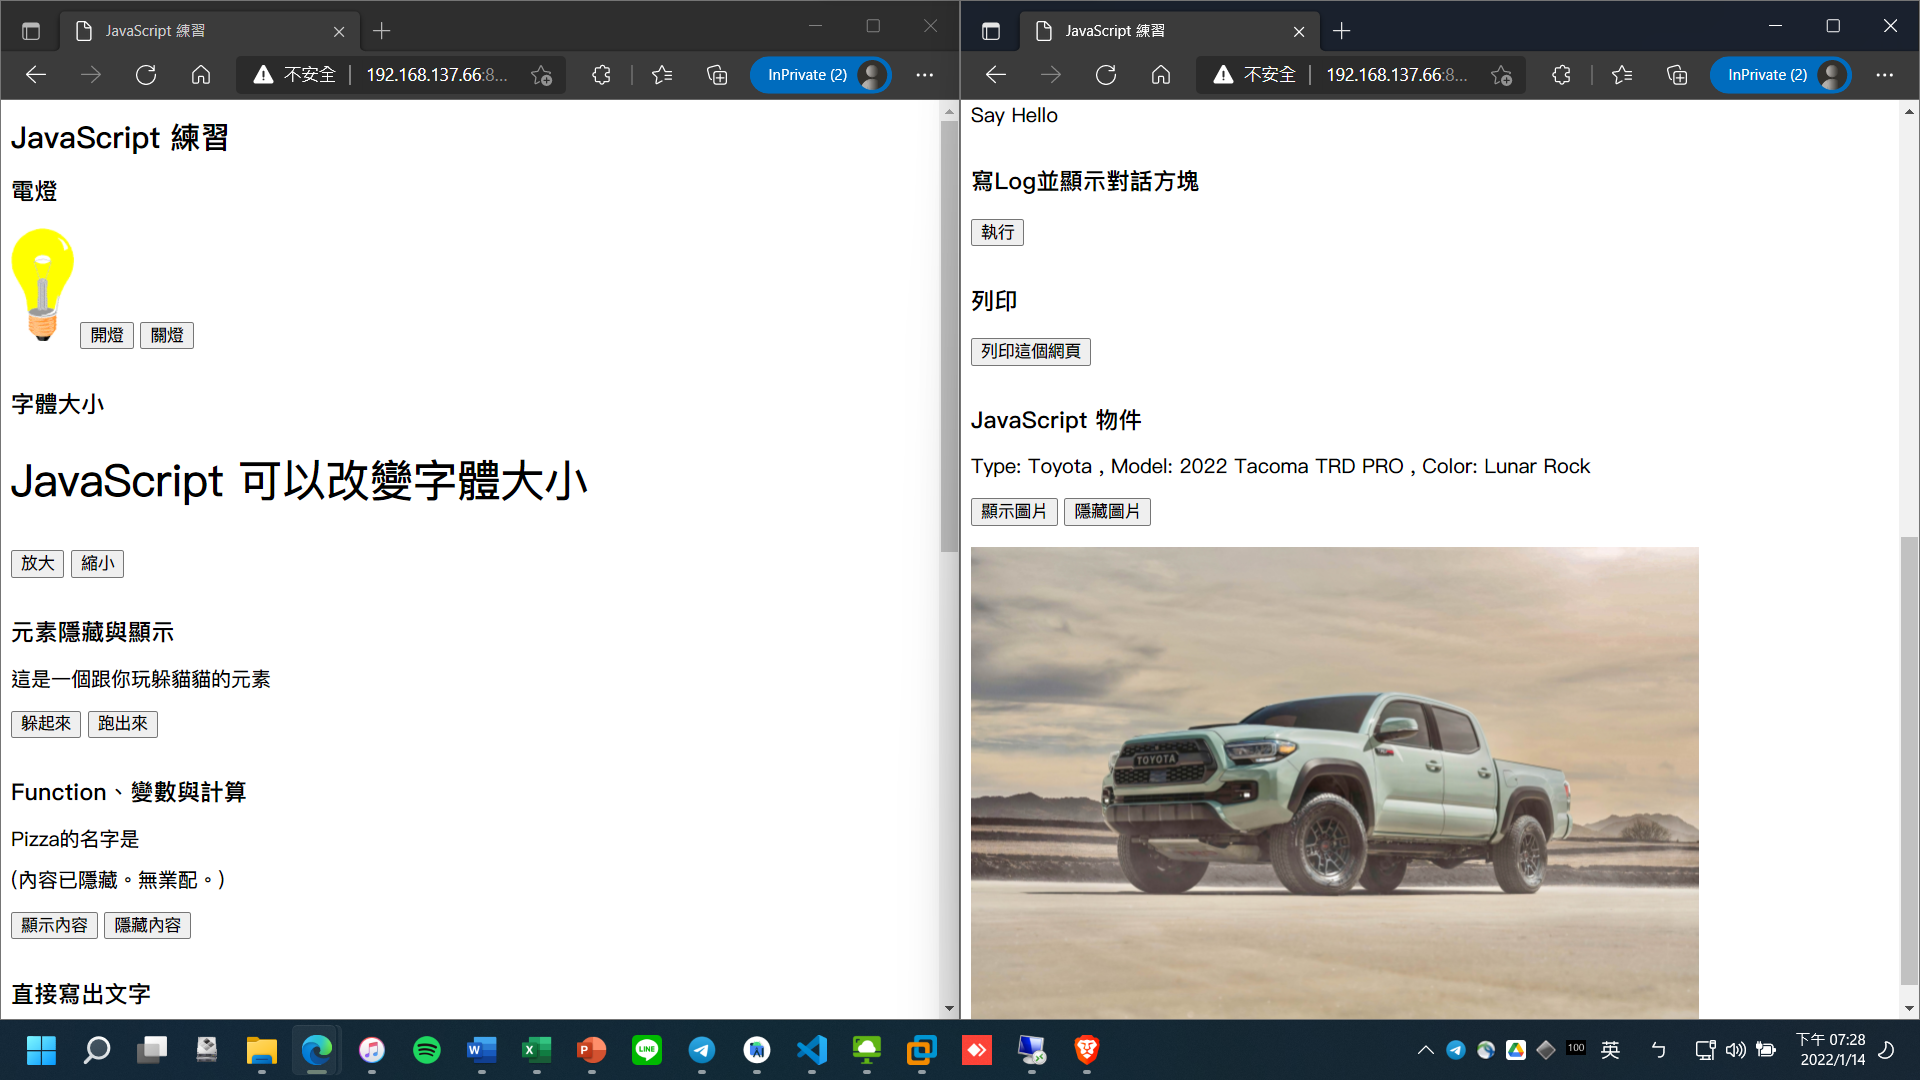 JavaScript 練習
不安全
192.168.137.66:8...
InPrivate (2)
JavaScript 練習
電燈
開燈 關燈
字體大小
JavaScript 可以改變字體大小
放大 縮小
元素隱藏與顯示
這是一個跟你玩躲貓貓的元素
躲起來 跑出來
Function、變數與計算
Pizza的名字是
(內容已隱藏。無業配。)
顯示內容 隱藏內容
直接寫出文字
JavaScript 練習
不安全
192.168.137.66:8...
InPrivate (2)
Say Hello
寫Log並顯示對話方塊
執行
列印
列印這個網頁
JavaScript 物件
Type: Toyota , Model: 2022 Tacoma TRD PRO , Color: Lunar Rock
顯示圖片 隱藏圖片
TOYOTA
W
X
P
LINE
100
英
ㄅ
下午 07:28
2022/1/14